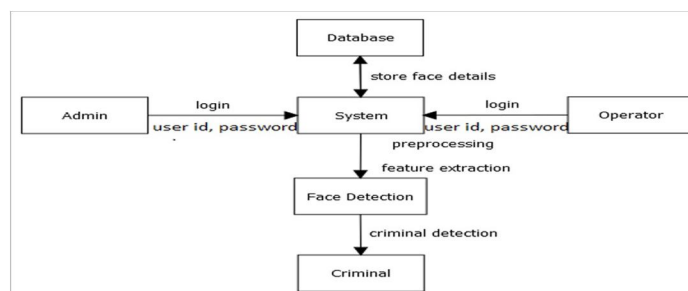 Database
store face details
login
login
Admin
System
Operator
user id, password
user id, password
preprocessing
feature extraction
Face Detection
criminal detection
Criminal